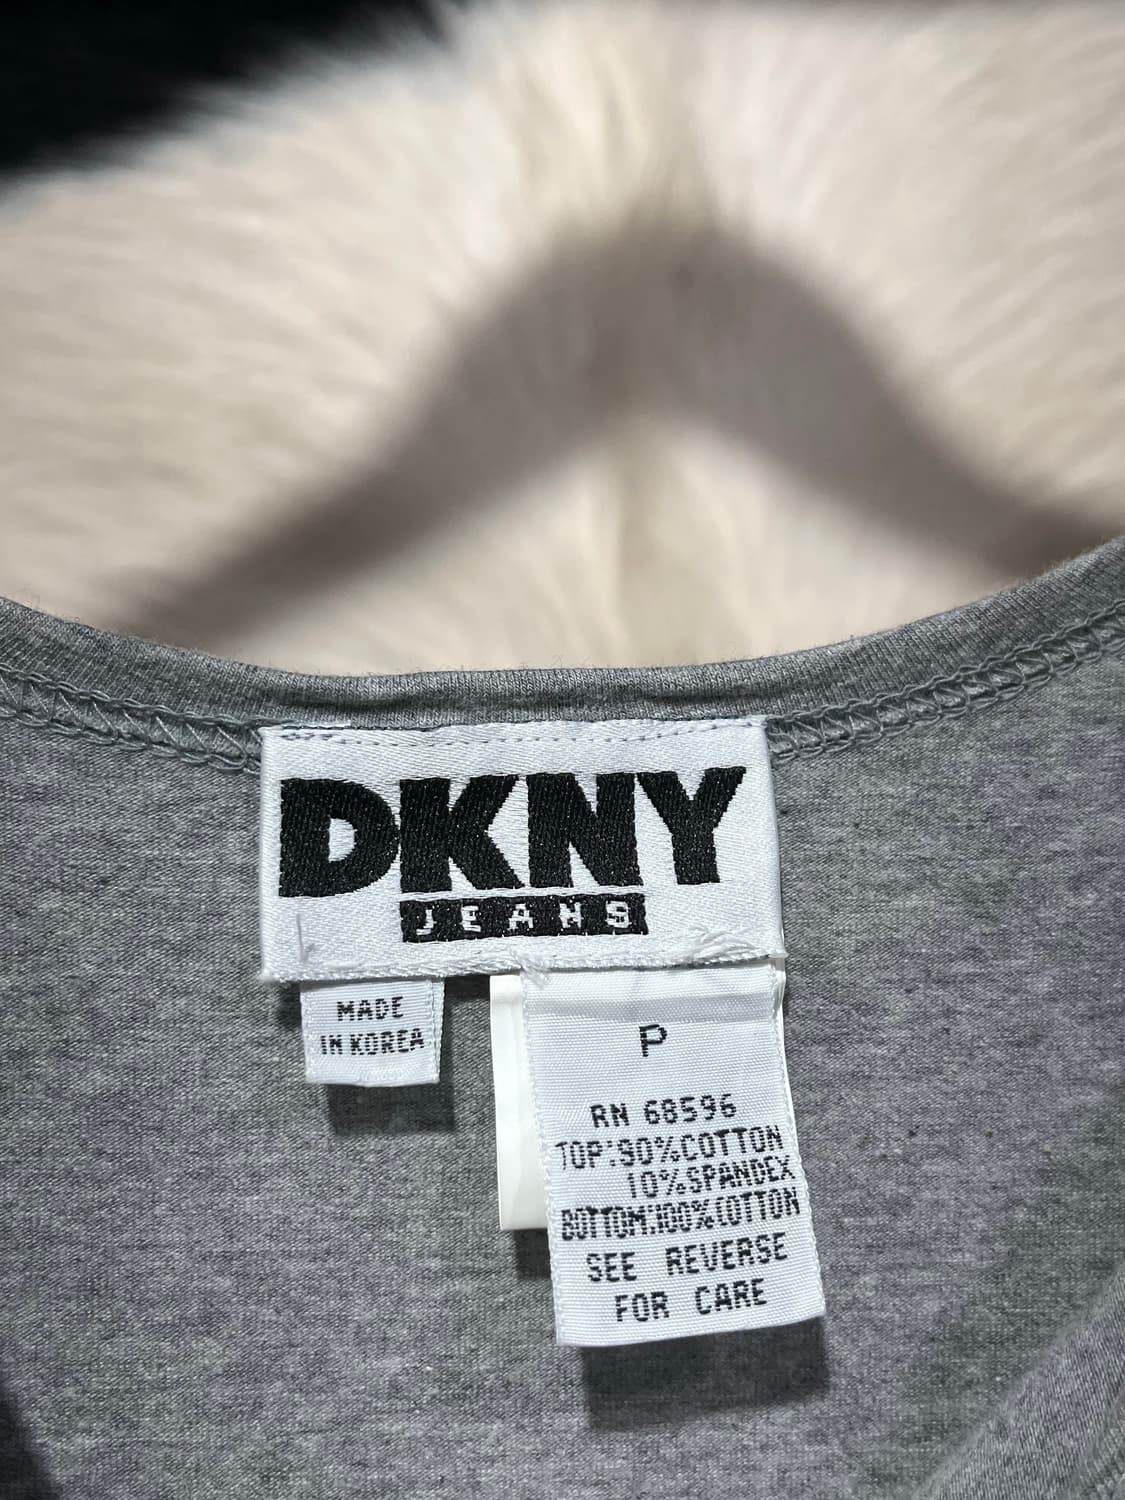 DKNY
JEANS
MADE
IN KOREA
P
RN 68596
TOP:90%COTTON
10%SPANDEX
BOTTOM:100%COTTON
SEE REVERSE
FOR CARE